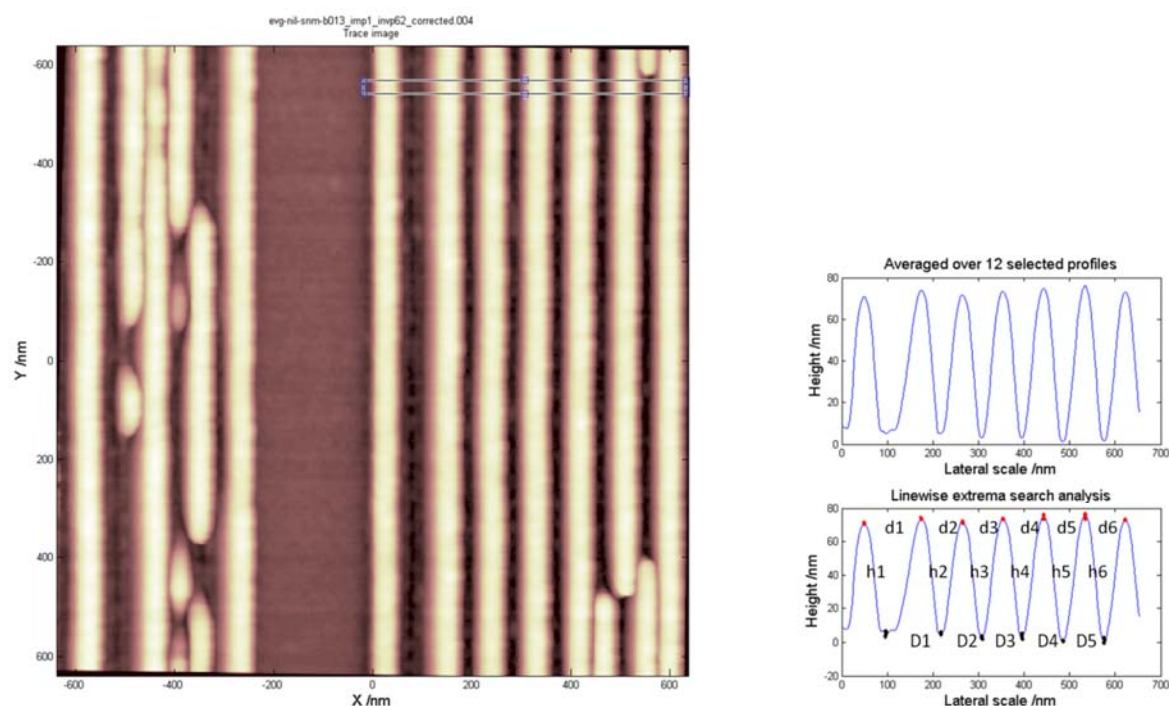 evg-nil-snm-b013_imp1_invp62_corrected.004
Trace image
-600
-400
-200
0
200
400
600
Y /nm
-600 -400 -200 0 200 400 600
X /nm
Averaged over 12 selected profiles
80
60
40
20
0
Height /nm
0 100 200 300 400 500 600 700
Lateral scale /nm
Linewise extrema search analysis
80
60
40
20
0
-20
Height /nm
d1 d2 d3 d4 d5 d6
h1 h2 h3 h4 h5 h6
D1 D2 D3 D4 D5
0 100 200 300 400 500 600 700
Lateral scale /nm